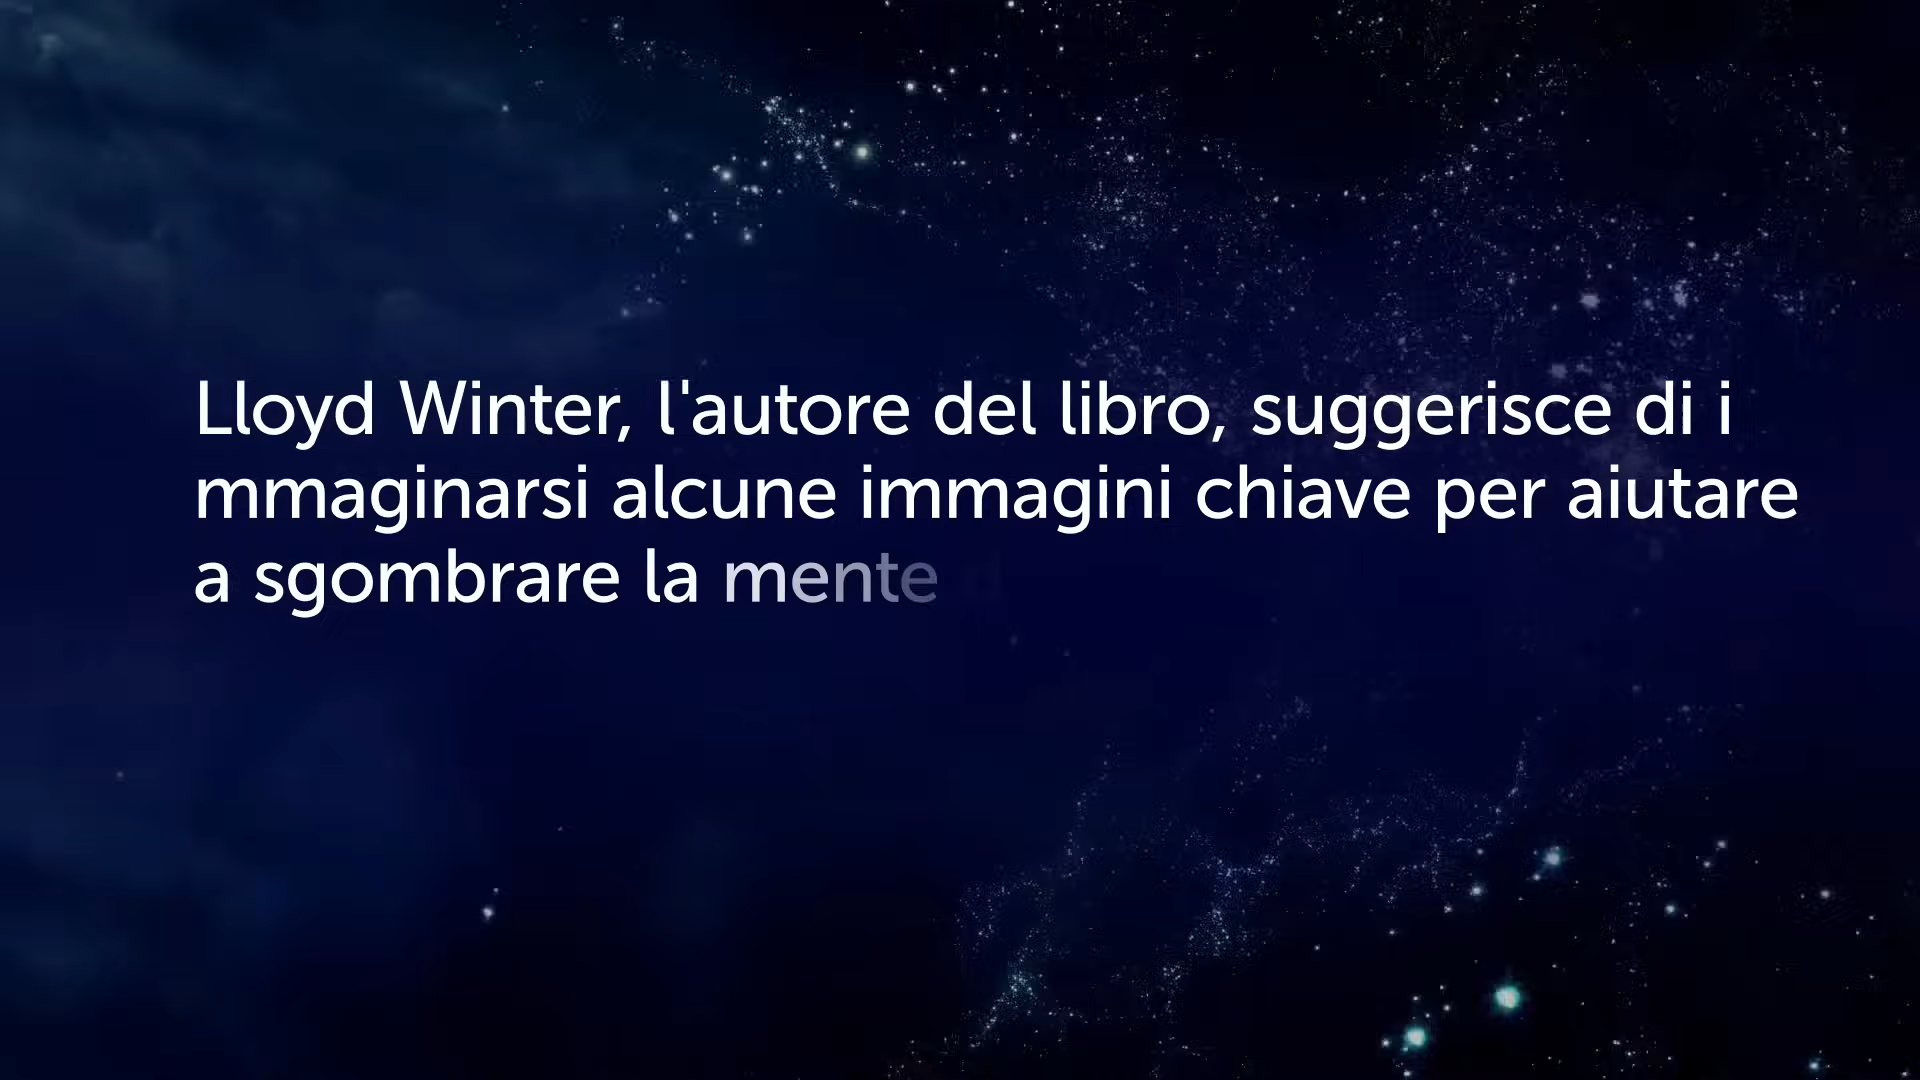 Lloyd Winter, l'autore del libro, suggerisce di i
mmaginarsi alcune immagini chiave per aiutare
a sgombrare la mente